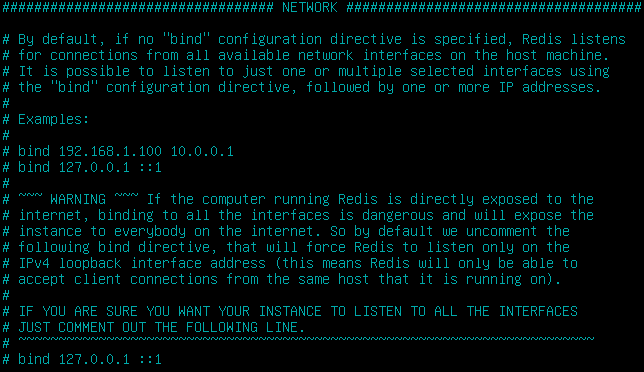 ################################## NETWORK #####################################

# By default, if no "bind" configuration directive is specified, Redis listens
# for connections from all available network interfaces on the host machine.
# It is possible to listen to just one or multiple selected interfaces using
# the "bind" configuration directive, followed by one or more IP addresses.
#
# Examples:
#
# bind 192.168.1.100 10.0.0.1
# bind 127.0.0.1 ::1
#
# ~~~ WARNING ~~~ If the computer running Redis is directly exposed to the
# internet, binding to all the interfaces is dangerous and will expose the
# instance to everybody on the internet. So by default we uncomment the
# following bind directive, that will force Redis to listen only on the
# IPv4 loopback interface address (this means Redis will only be able to
# accept client connections from the same host that it is running on).
#
# IF YOU ARE SURE YOU WANT YOUR INSTANCE TO LISTEN TO ALL THE INTERFACES
# JUST COMMENT OUT THE FOLLOWING LINE.
# ~~~~~~~~~~~~~~~~~~~~~~~~~~~~~~~~~~~~~~~~~~~~~~~~~~~~~~~~~~~~~~~~~~~~~~~~
# bind 127.0.0.1 ::1